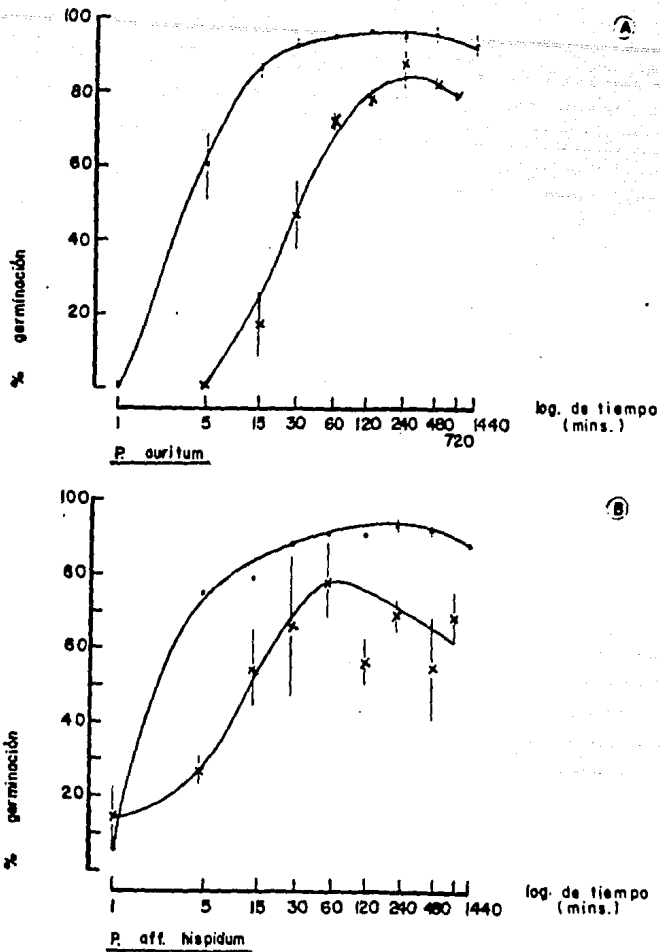 A
100
80
60
40
20
% germinación
1 5 15 30 60 120 240 480 1440
720
log. de tiempo
(mins.)
P. auritum
B
100
80
60
40
20
% germinación
1 5 15 30 60 120 240 480 1440
log. de tiempo
(mins.)
P. aff. hispidum